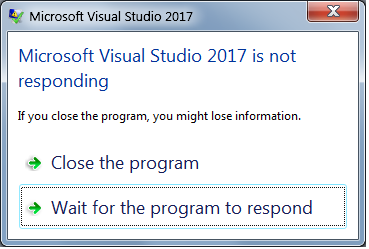 Microsoft Visual Studio 2017
Microsoft Visual Studio 2017 is not
responding
If you close the program, you might lose information.
Close the program
Wait for the program to respond